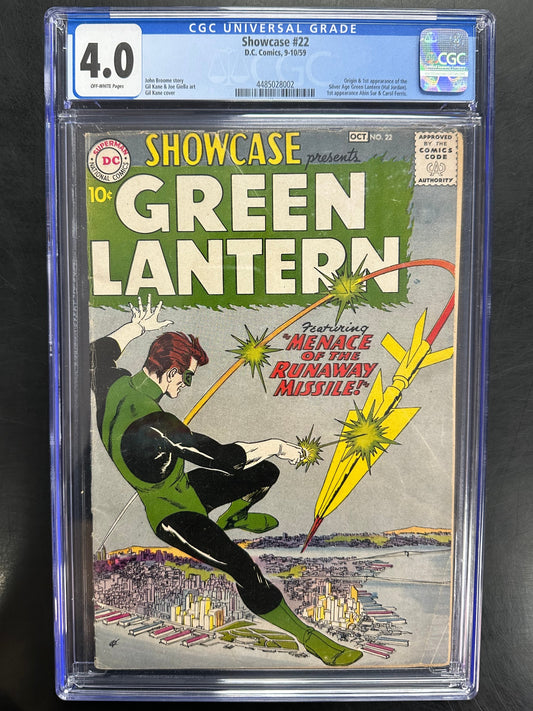 CGC UNIVERSAL GRADE
4.0
OFF-WHITE Pages
Showcase #22
D.C. Comics, 9-10/59
John Broome story
Gil Kane & Joe Giella art
Gil Kane cover
4485028002
Origin & 1st appearance of the
Silver Age Green Lantern (Hal Jordan).
1st appearance Abin Sur & Carol Ferris.
CGC
SUPERMAN
DC
NATIONAL COMICS
10¢
SHOWCASE
presents
OCT NO. 22
APPROVED
BY THE
COMICS
CODE
CA
AUTHORITY
GREEN
LANTERN
Featuring
"MENACE
OF THE
RUNAWAY
MISSILE!"
CGC